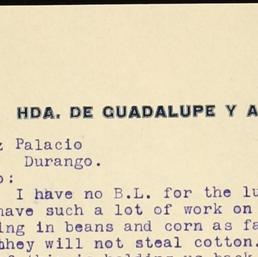 HDA. DE GUADALUPE Y A
z Palacio
Durango.
o:
I have no B.L. for the lu
have such a lot of work on
ing in beans and corn as fa
hhey will not steal cotton.